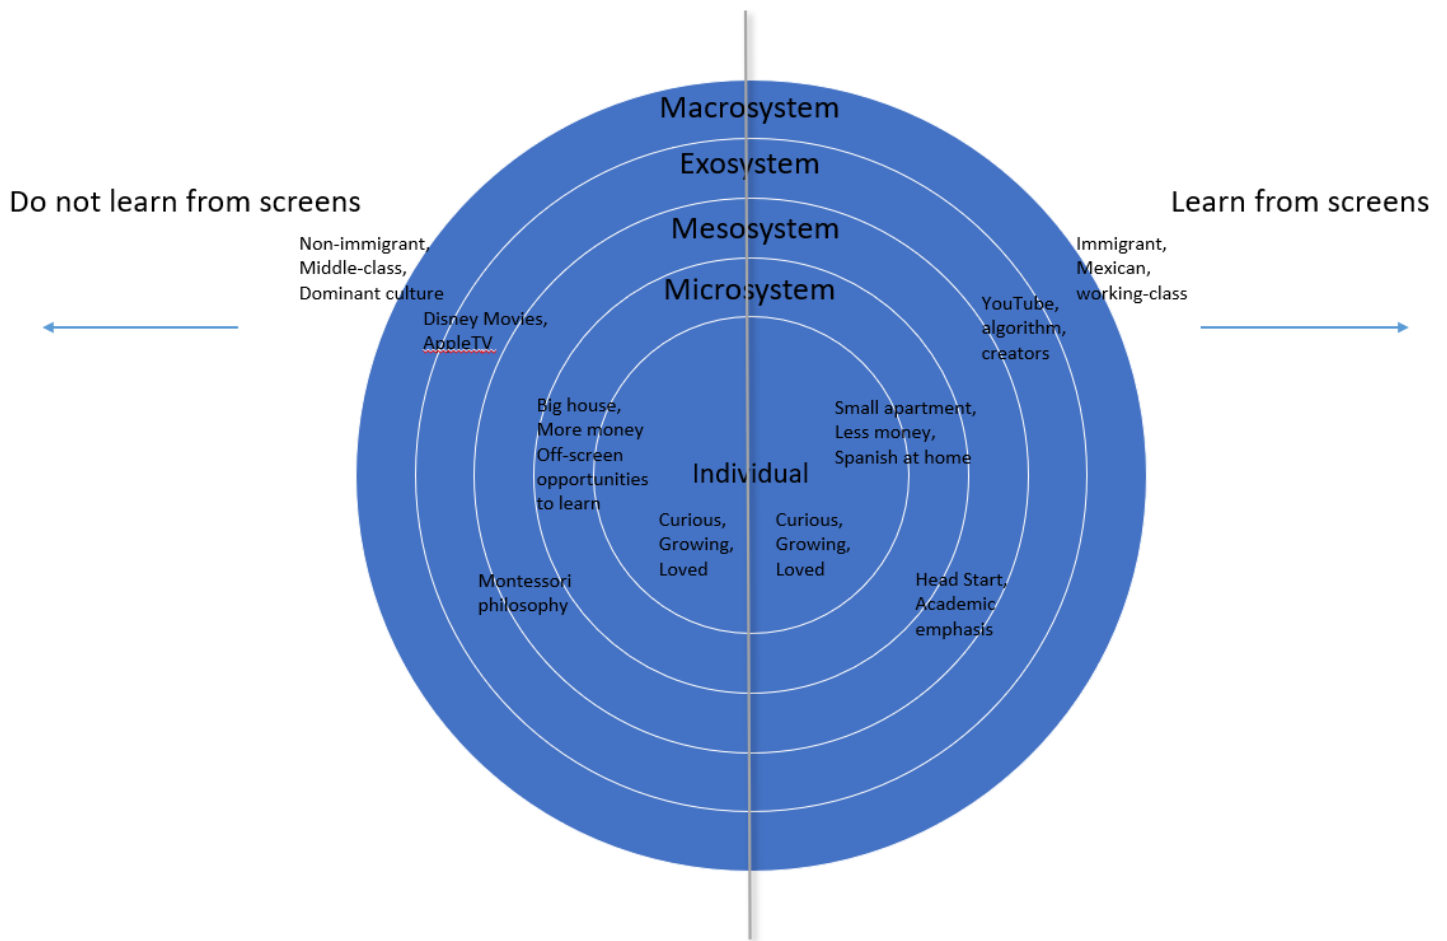 Macrosystem
Exosystem
Mesosystem
Microsystem
Individual
Do not learn from screens
Non-immigrant,
Middle-class,
Dominant culture
Disney Movies,
AppleTV
Big house,
More money
Off-screen
opportunities
to learn
Montessori
philosophy
Curious,
Growing,
Loved
Learn from screens
Immigrant,
Mexican,
working-class
YouTube,
algorithm,
creators
Small apartment,
Less money,
Spanish at home
Head Start,
Academic
emphasis
Curious,
Growing,
Loved